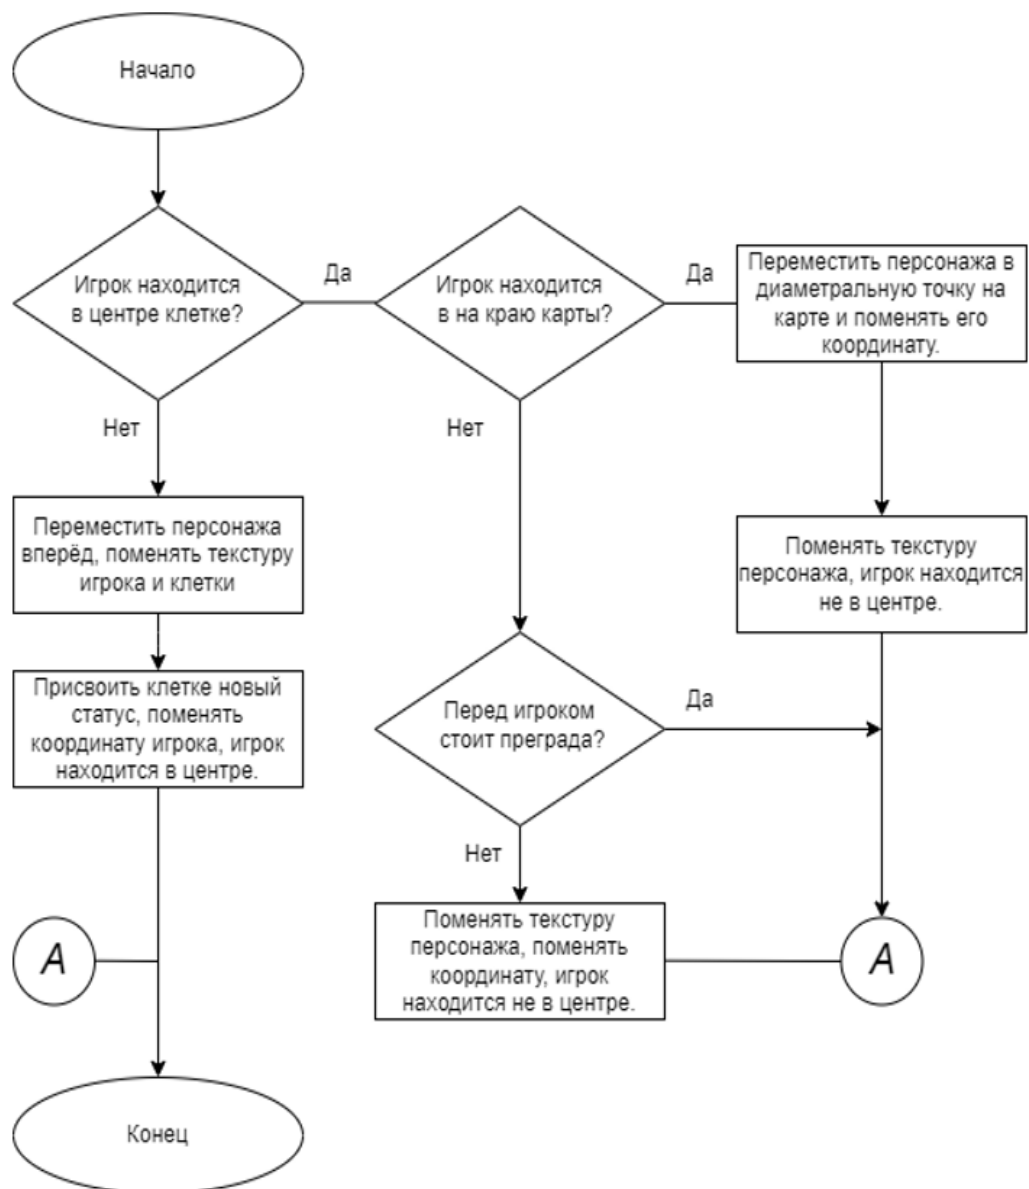 Начало
Игрок находится
в центре клетке?
Да
Игрок находится
в на краю карты?
Да
Переместить персонажа в
диаметральную точку на
карте и поменять его
координату.
Нет
Нет
Переместить персонажа
вперёд, поменять текстуру
игрока и клетки
Поменять текстуру
персонажа, игрок находится
не в центре.
Присвоить клетке новый
статус, поменять
координату игрока, игрок
находится в центре.
Перед игроком
стоит преграда?
Да
Нет
Поменять текстуру
персонажа, поменять
координату, игрок
находится не в центре.
А
А
Конец